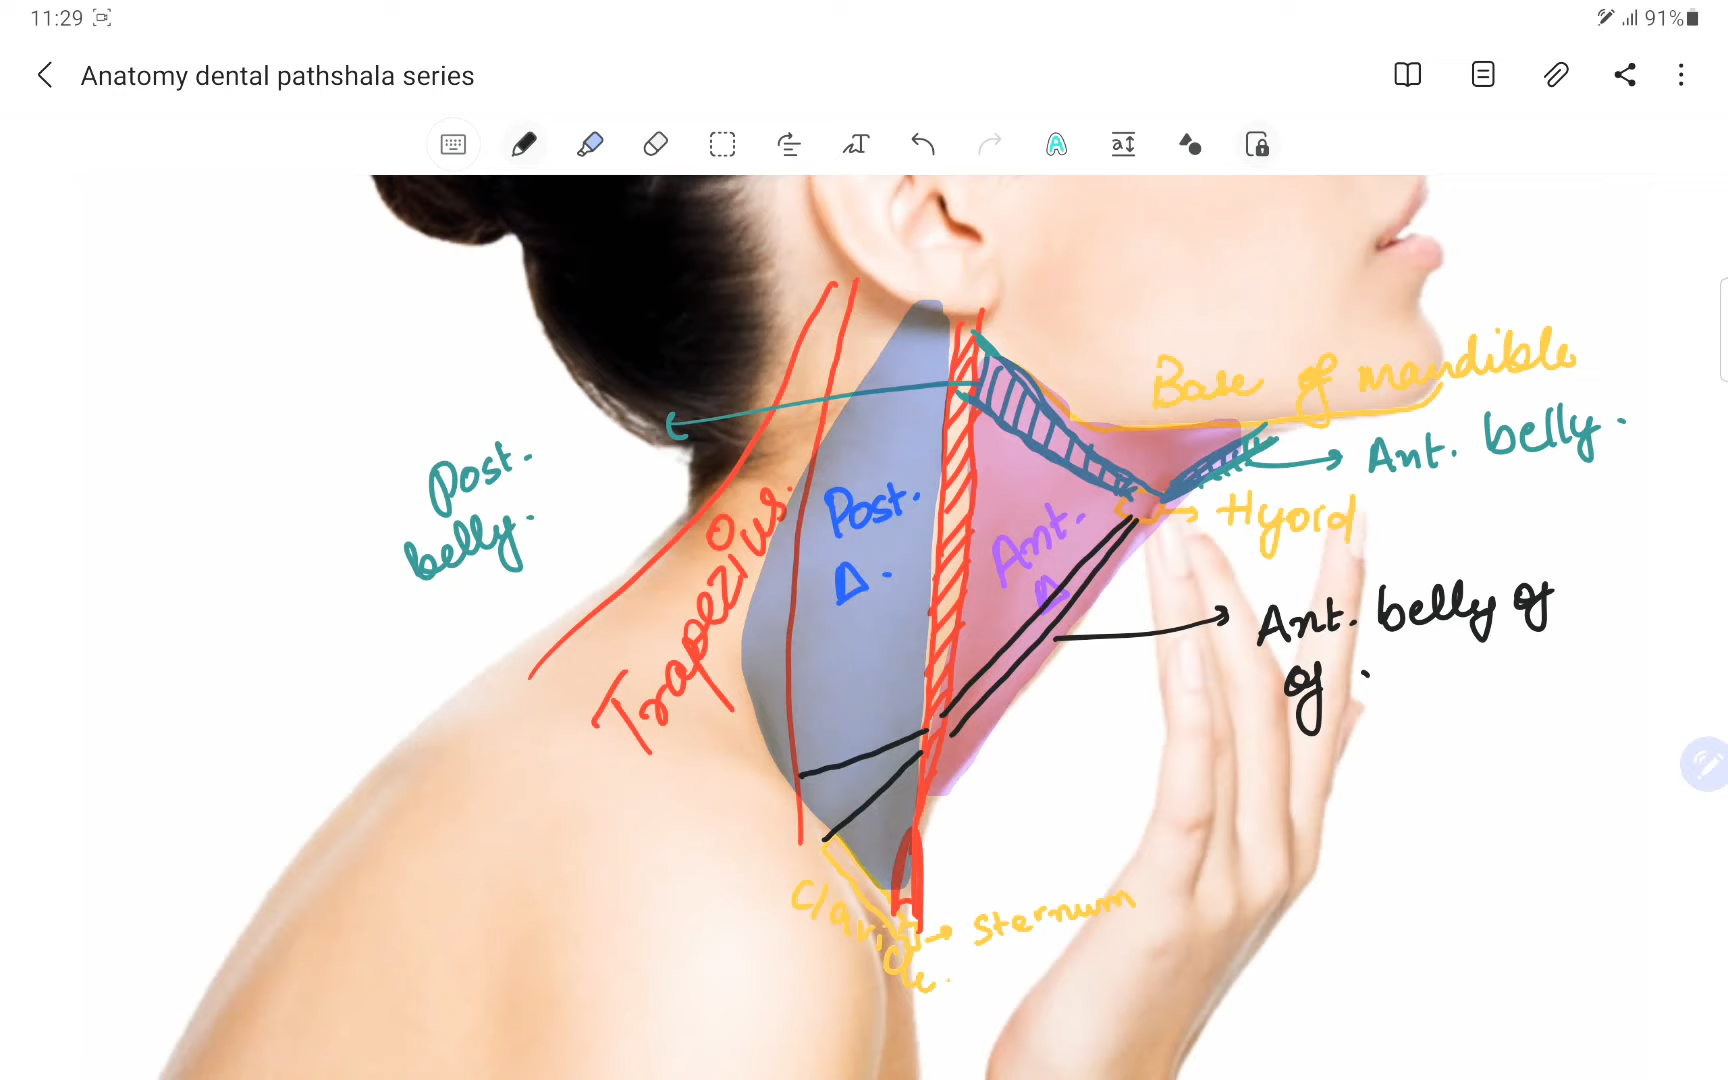 11:29
91%
Anatomy dental pathshala series
Base of mandible
Ant. belly.
Post.
belly.
Trapezius.
Post.
Δ.
Ant.
Δ
Hyoid
Ant. belly of
of.
Clavicle.
Sternum